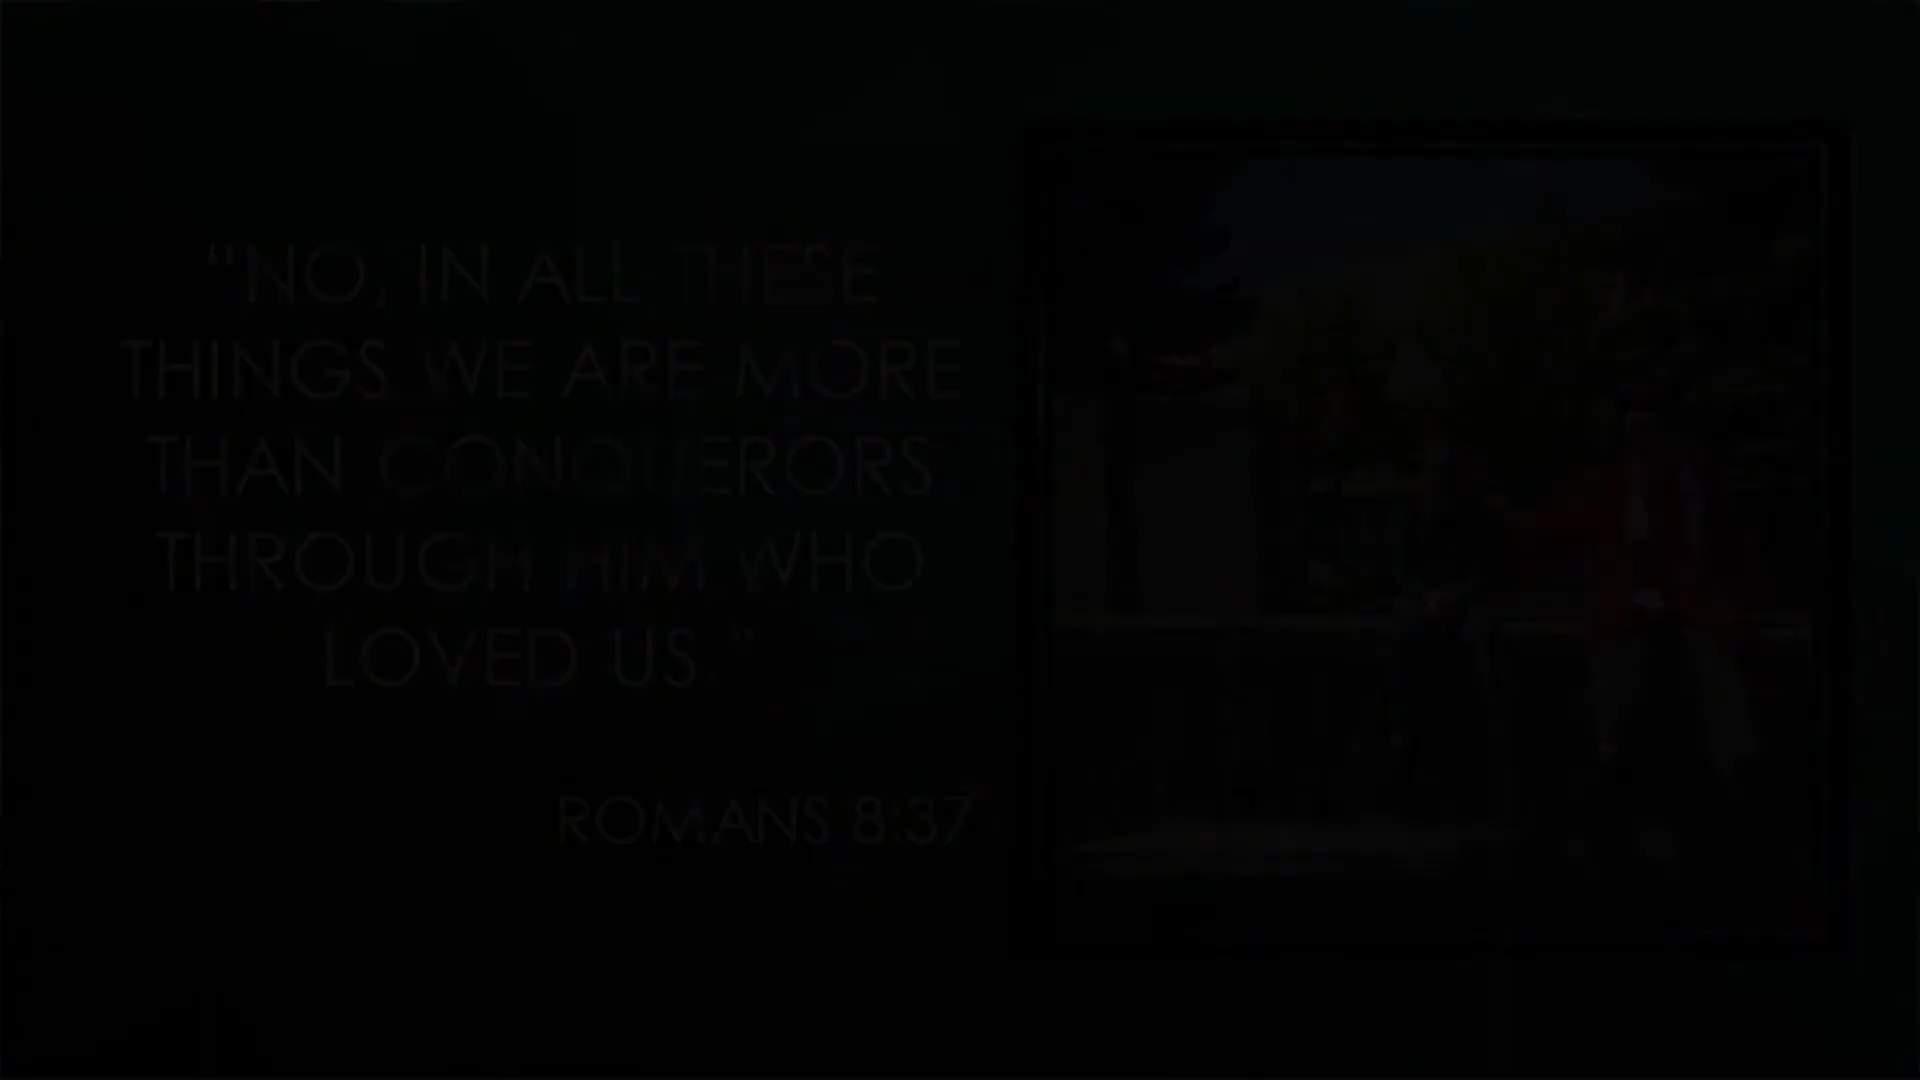 “NO, IN ALL THESE
THINGS WE ARE MORE
THAN CONQUERORS
THROUGH HIM WHO
LOVED US.”
ROMANS 8:37